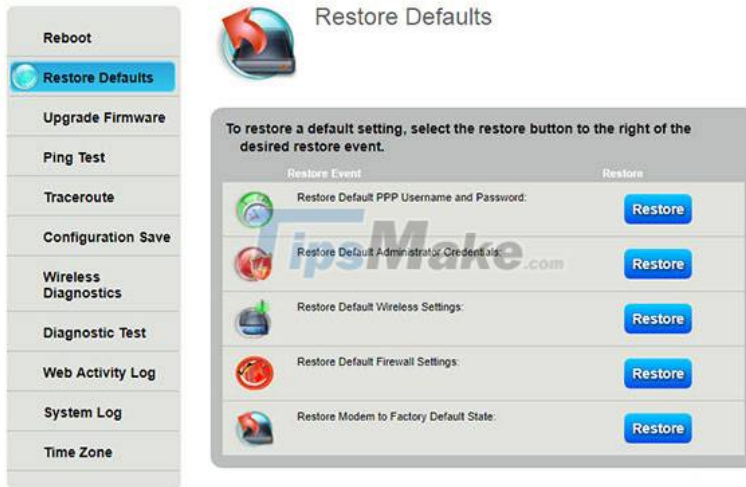 Reboot
Restore Defaults
Upgrade Firmware
Ping Test
Traceroute
Configuration Save
Wireless
Diagnostics
Diagnostic Test
Web Activity Log
System Log
Time Zone
Restore Defaults
To restore a default setting, select the restore button to the right of the
desired restore event.
Restore Event Restore
Restore Default PPP Username and Password: Restore
TipsMake.com
Restore Default Administrator Credentials: Restore
Restore Default Wireless Settings: Restore
Restore Default Firewall Settings: Restore
Restore Modem to Factory Default State: Restore